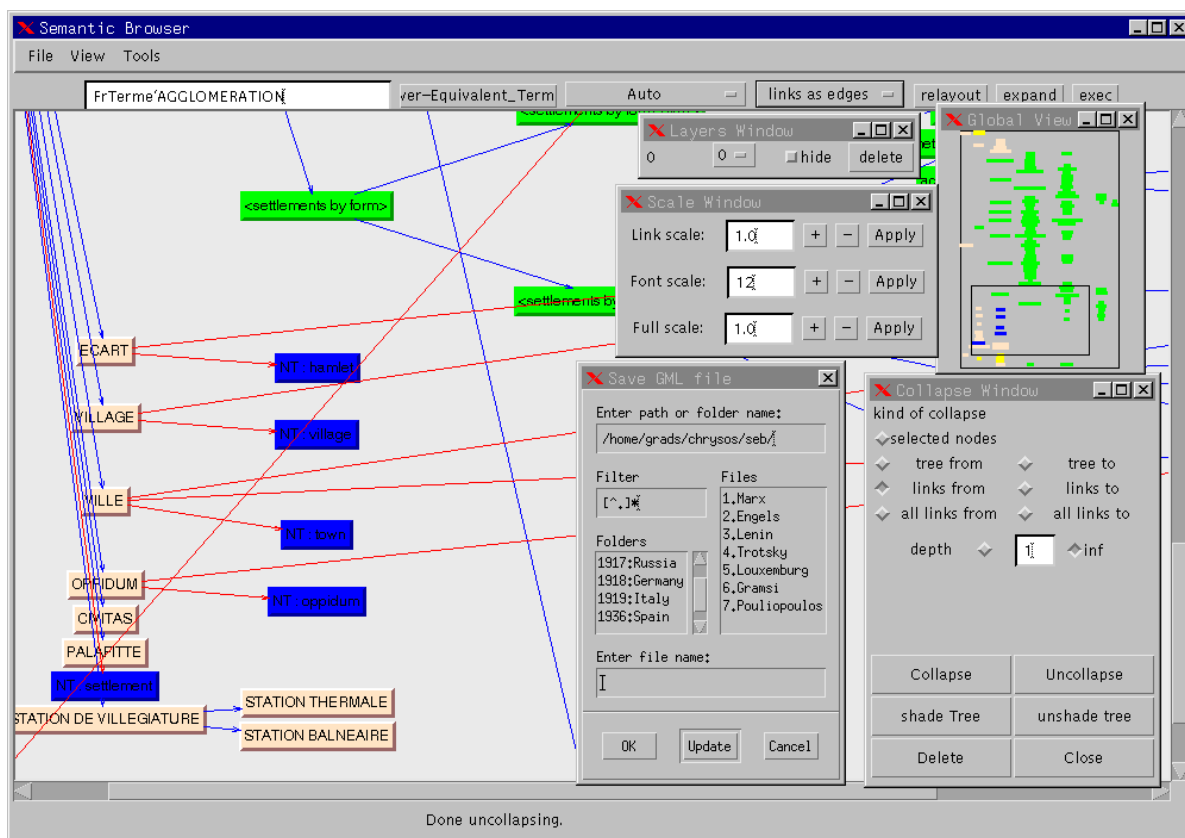 Semantic Browser
File View Tools
FrTerme'AGGLOMERATION
ver-Equivalent_Term
Auto
links as edges
relayout
expand
exec
<settlements by form>
<settlements by
ECART
NT : hamlet
VILLAGE
NT : village
VILLE
NT : town
OPPIDUM
NT : oppidum
CIVITAS
PALAFITTE
NT : settlement
STATION DE VILLEGIATURE
STATION THERMALE
STATION BALNEAIRE
Layers Window
0 0 hide delete
Global View
Scale Window
Link scale: 1.0 + - Apply
Font scale: 12 + - Apply
Full scale: 1.0 + - Apply
Save GML file
Enter path or folder name:
/home/grads/chrysos/seb/
Filter
[^.]*
Files
1.Marx
2.Engels
3.Lenin
4.Trotsky
5.Louxemburg
6.Gramsi
7.Pouliopoulos
Folders
1917:Russia
1918:Germany
1919:Italy
1936:Spain
Enter file name:
OK Update Cancel
Collapse Window
kind of collapse
selected nodes
tree from tree to
links from links to
all links from all links to
depth 1 inf
Collapse Uncollapse
shade Tree unshade tree
Delete Close
Done uncollapsing.